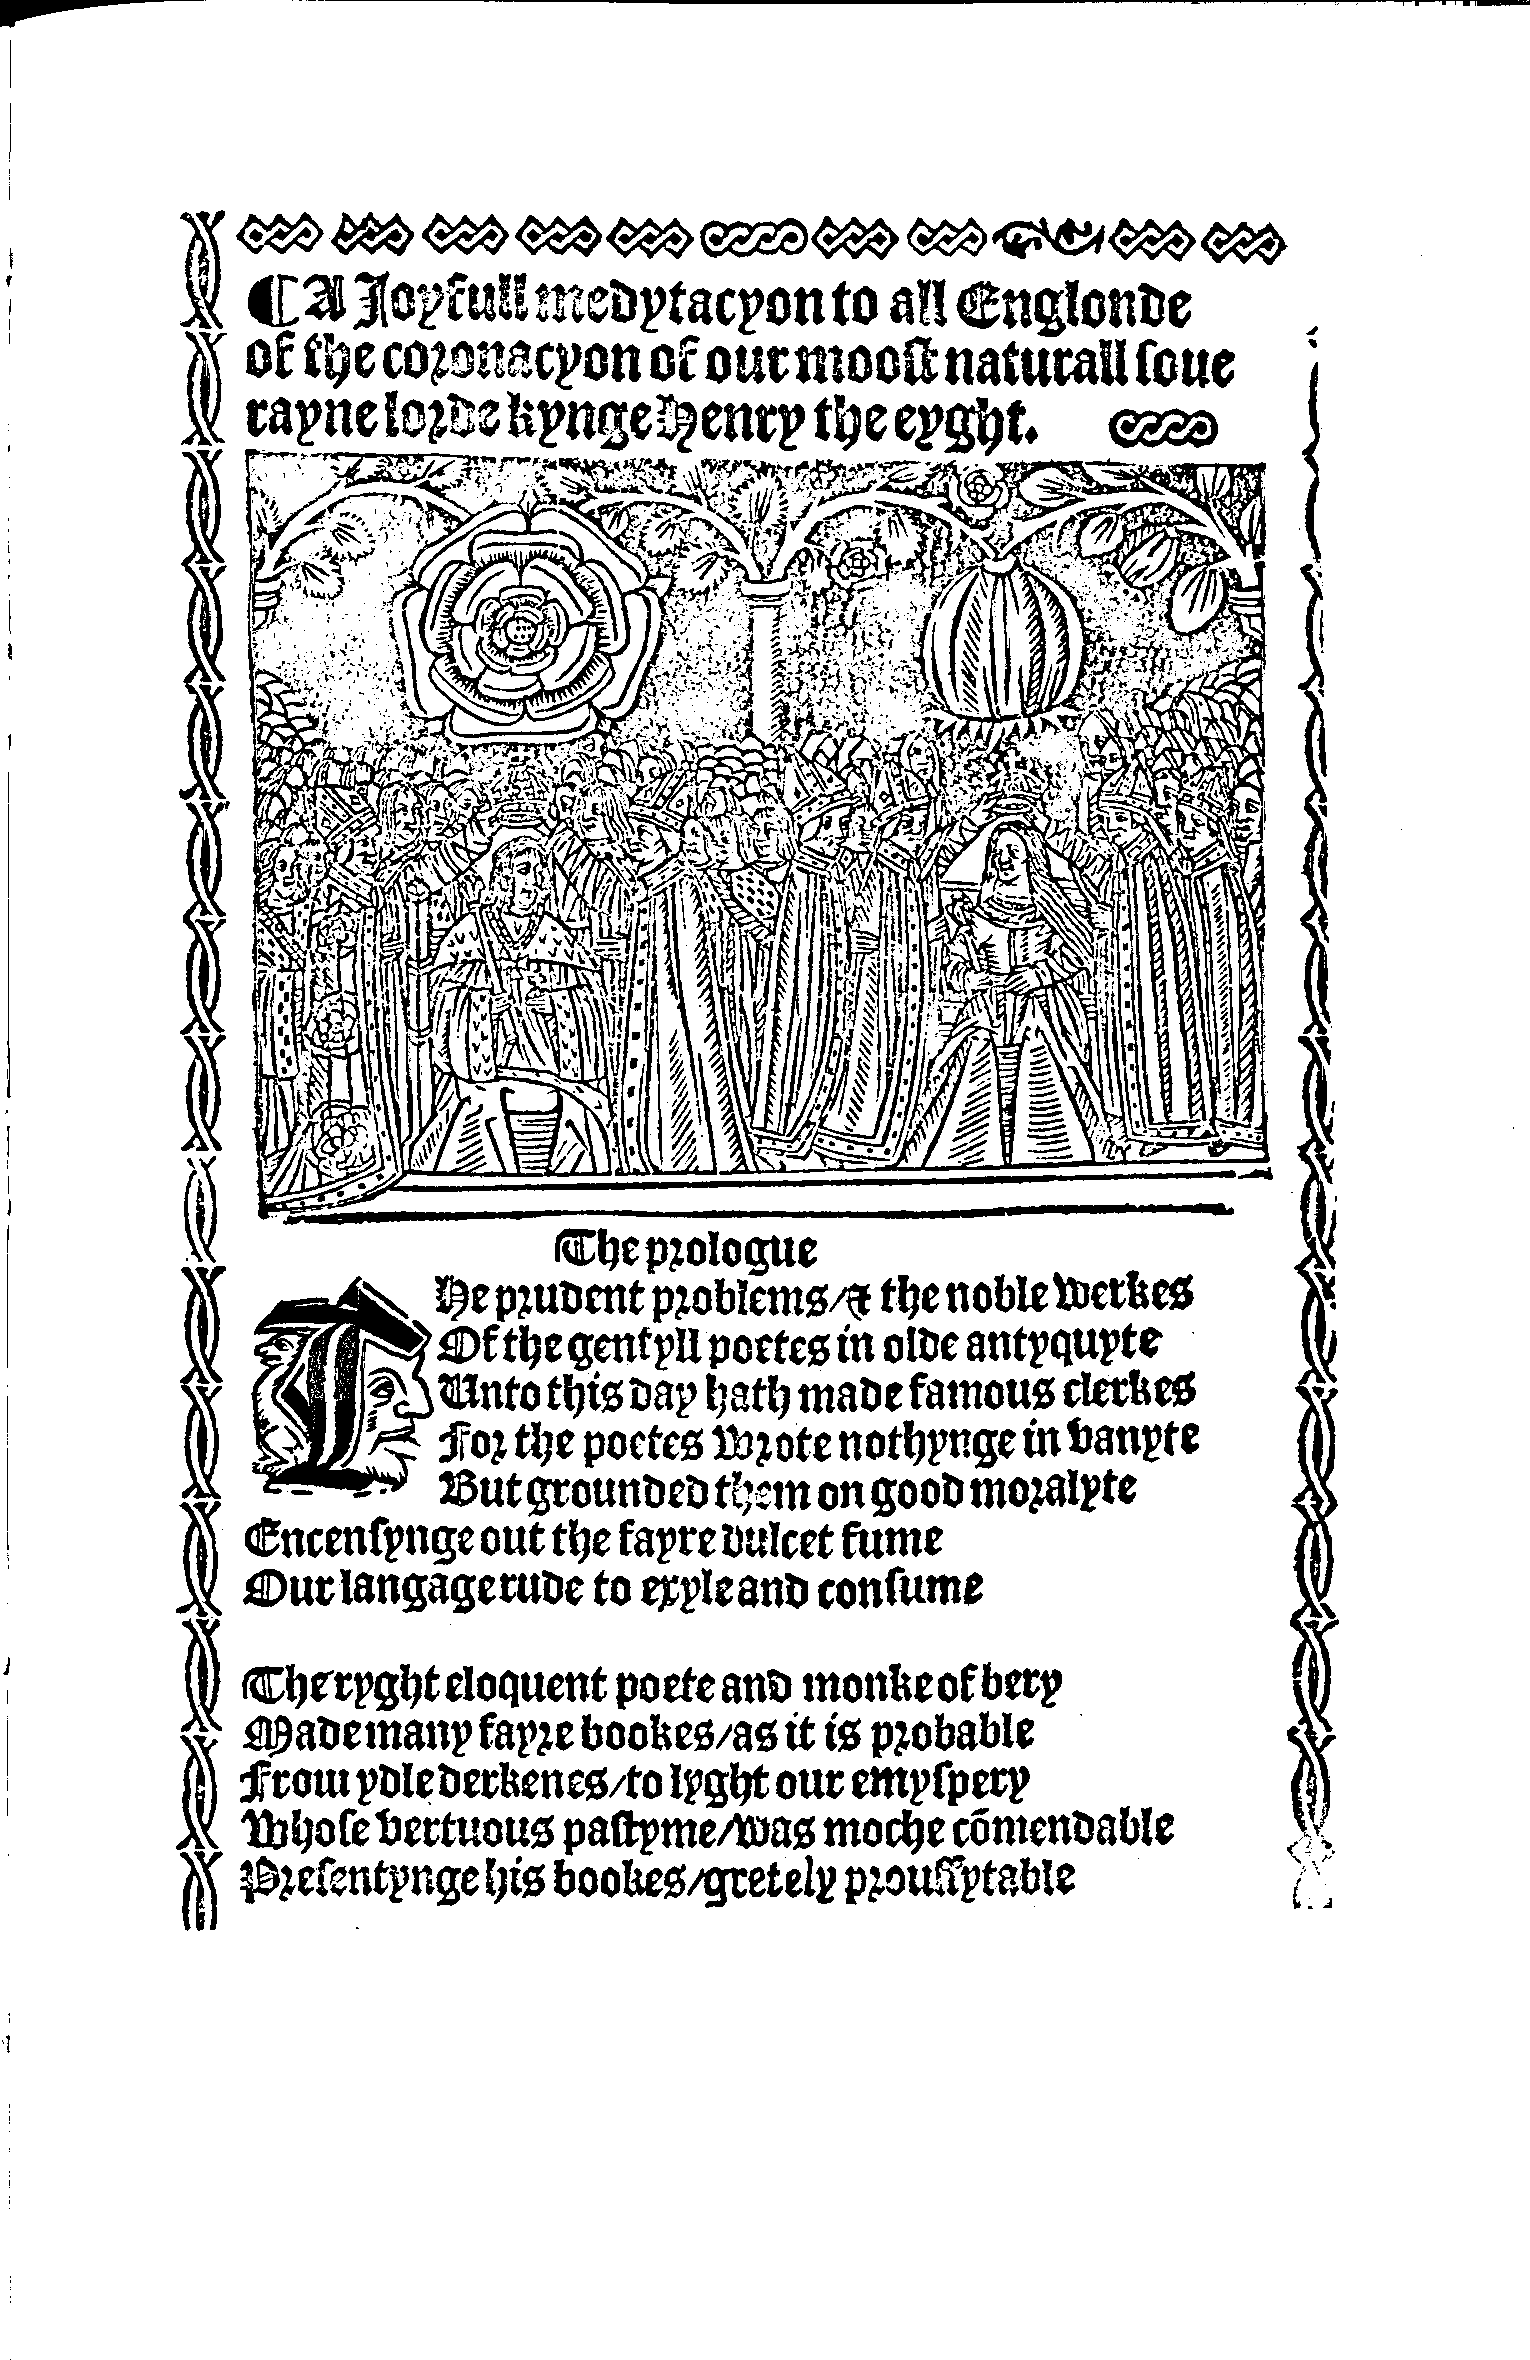 ¶A Joyfull medytacyon to all Englonde
of the coronacyon of our moost naturall soue
rayne lorde kynge Henry the eyght.
The prologue
THe prudent problems/& the noble werkes
Of the gentyll poetes in olde antyquyte
Unto this day hath made famous clerkes
For the poetes wrote nothynge in vanyte
But grounded them on good moralyte
Encensynge out the fayre dulcet fume
Our langage rude to exyle and consume
The ryght eloquent poete and monke of bery
Made many fayre bookes/as it is probable
From ydle derkenes/to lyght our emyspery
Whose vertuous pastyme/was moche cōmendable
Presentynge his bookes/gretely prouffytable